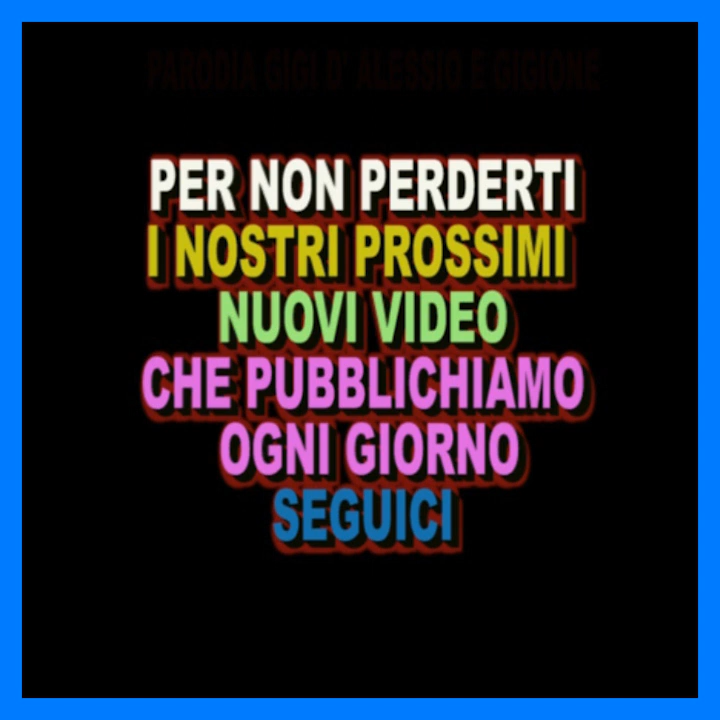 PARODIA GIGI D' ALESSIO E GIGIONE
PER NON PERDERTI
I NOSTRI PROSSIMI
NUOVI VIDEO
CHE PUBBLICHIAMO
OGNI GIORNO
SEGUICI